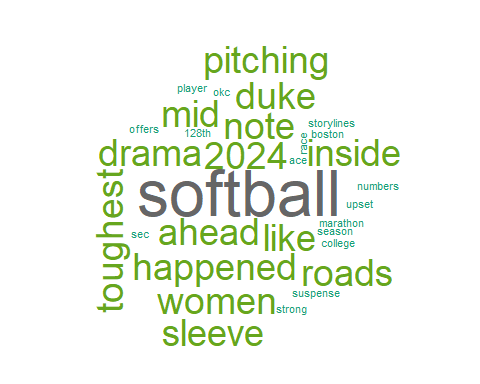 pitching
player
okc
duke
mid
note
storylines
offers
128th
boston
race
drama
2024
ace
inside
softball
numbers
toughest
upset
marathon
sec
ahead
like
season
college
happened
roads
suspense
women
strong
sleeve